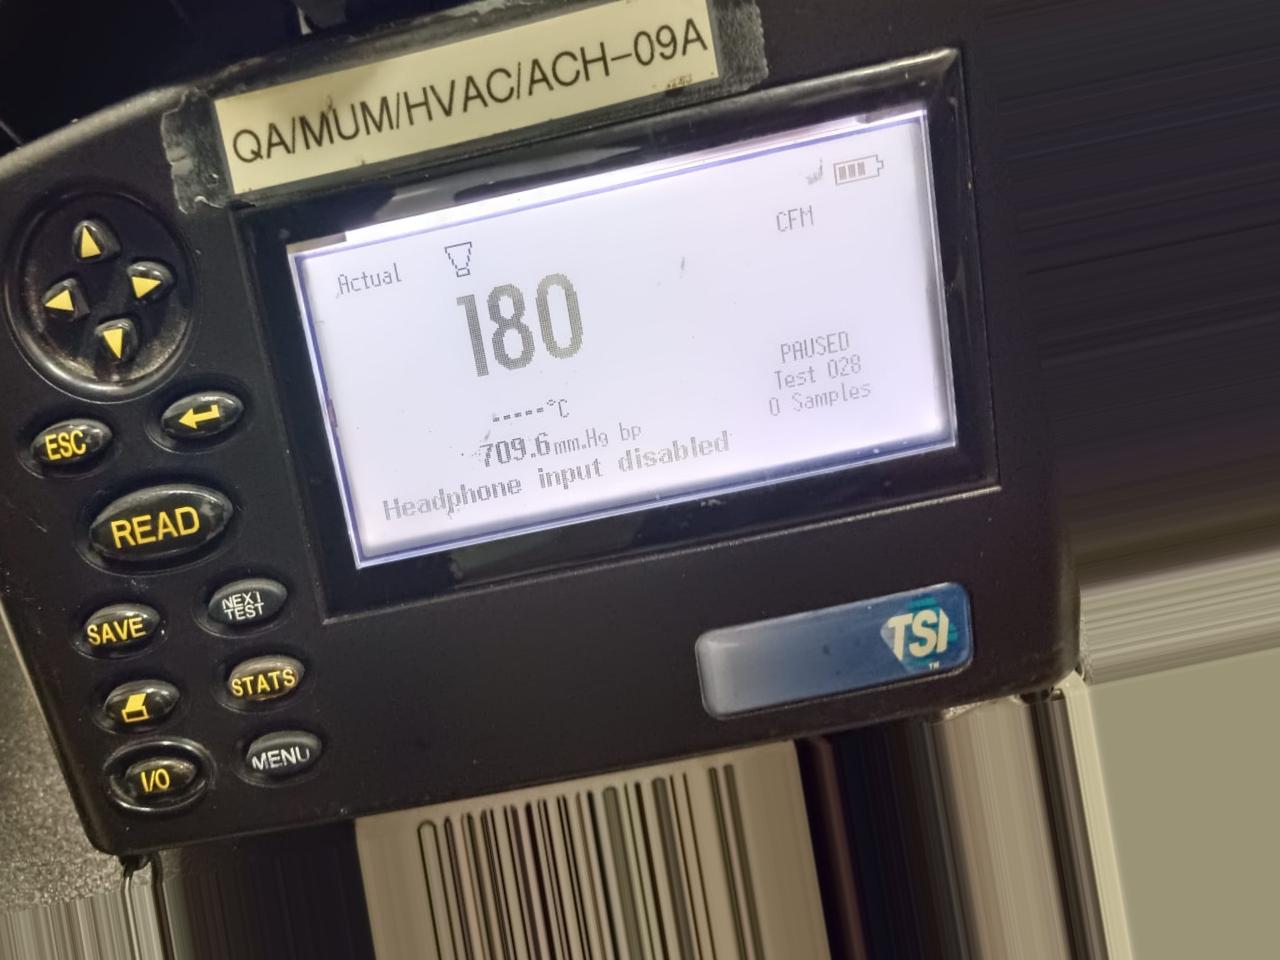 QA/MUM/HVAC/ACH-09A
Actual
CFM
180
PAUSED
Test 028
0 Samples
-----°C
709.6 mm.Hg bp
Headphone input disabled
ESC
READ
SAVE
NEXT
TEST
STATS
I/O
MENU
TSI
TM